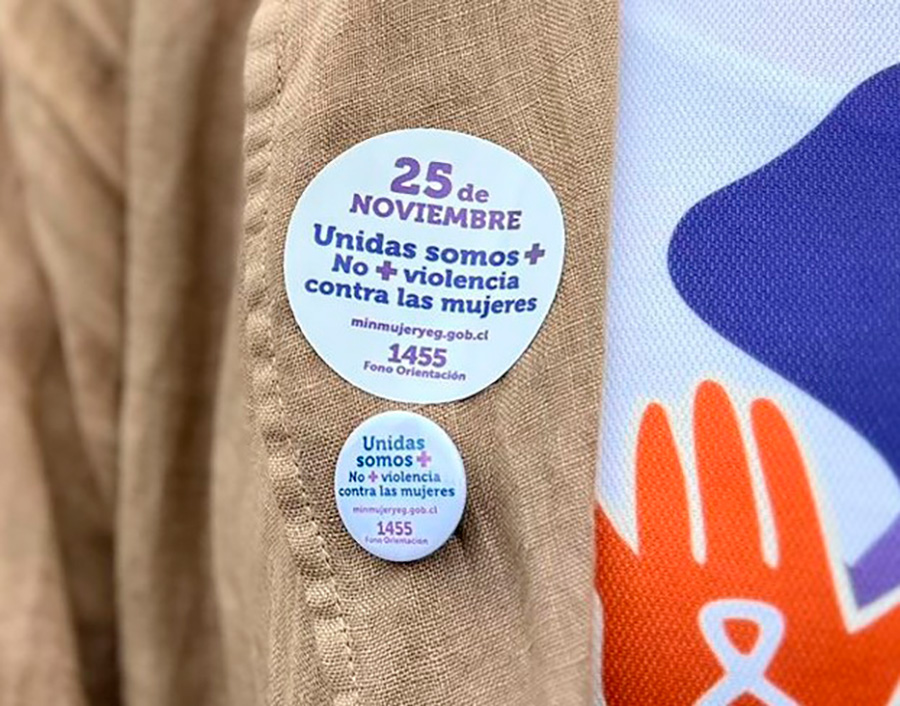 25 de
NOVIEMBRE
Unidas somos +
No + violencia
contra las mujeres
minmujeryeg.gob.cl
1455
Fono Orientación
Unidas
somos +
No + violencia
contra las mujeres
minmujeryeg.gob.cl
1455
Fono Orientación